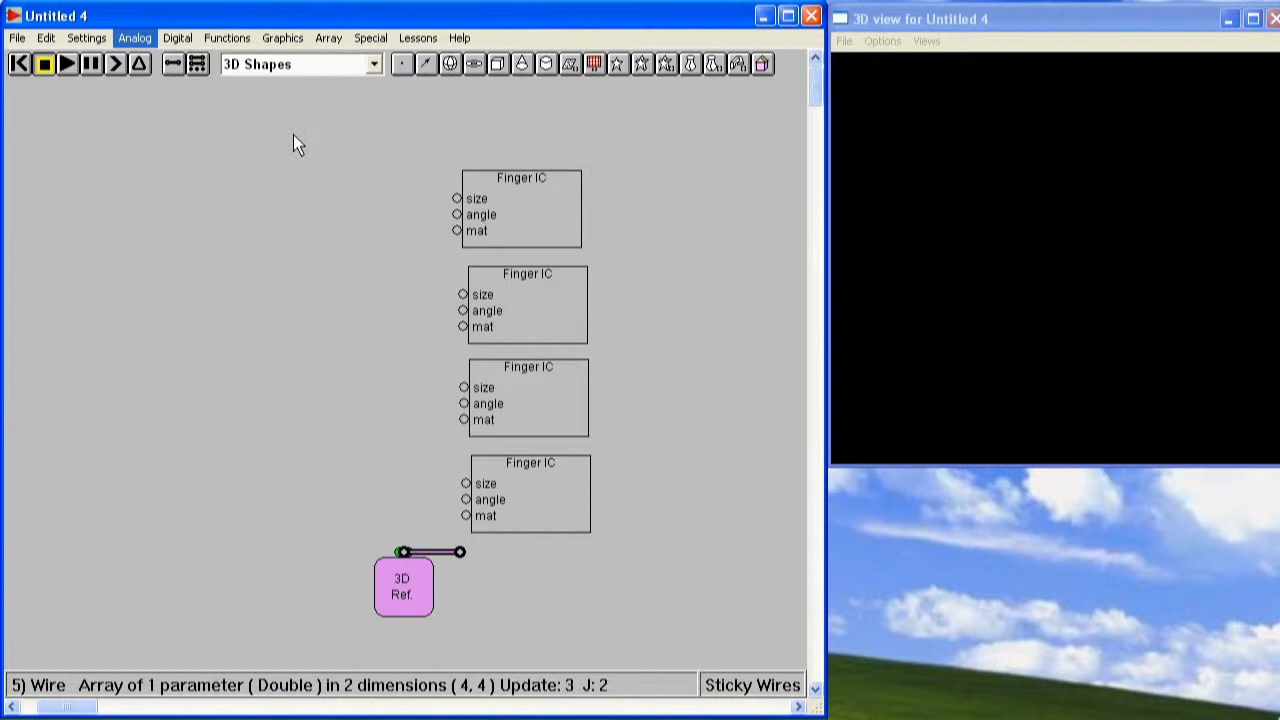 Untitled 4
File Edit Settings Analog Digital Functions Graphics Array Special Lessons Help
3D Shapes
Finger IC
size
angle
mat
Finger IC
size
angle
mat
Finger IC
size
angle
mat
Finger IC
size
angle
mat
3D
Ref.
5) Wire Array of 1 parameter ( Double ) in 2 dimensions ( 4, 4 ) Update: 3 J: 2
Sticky Wires
3D view for Untitled 4
File Options Views